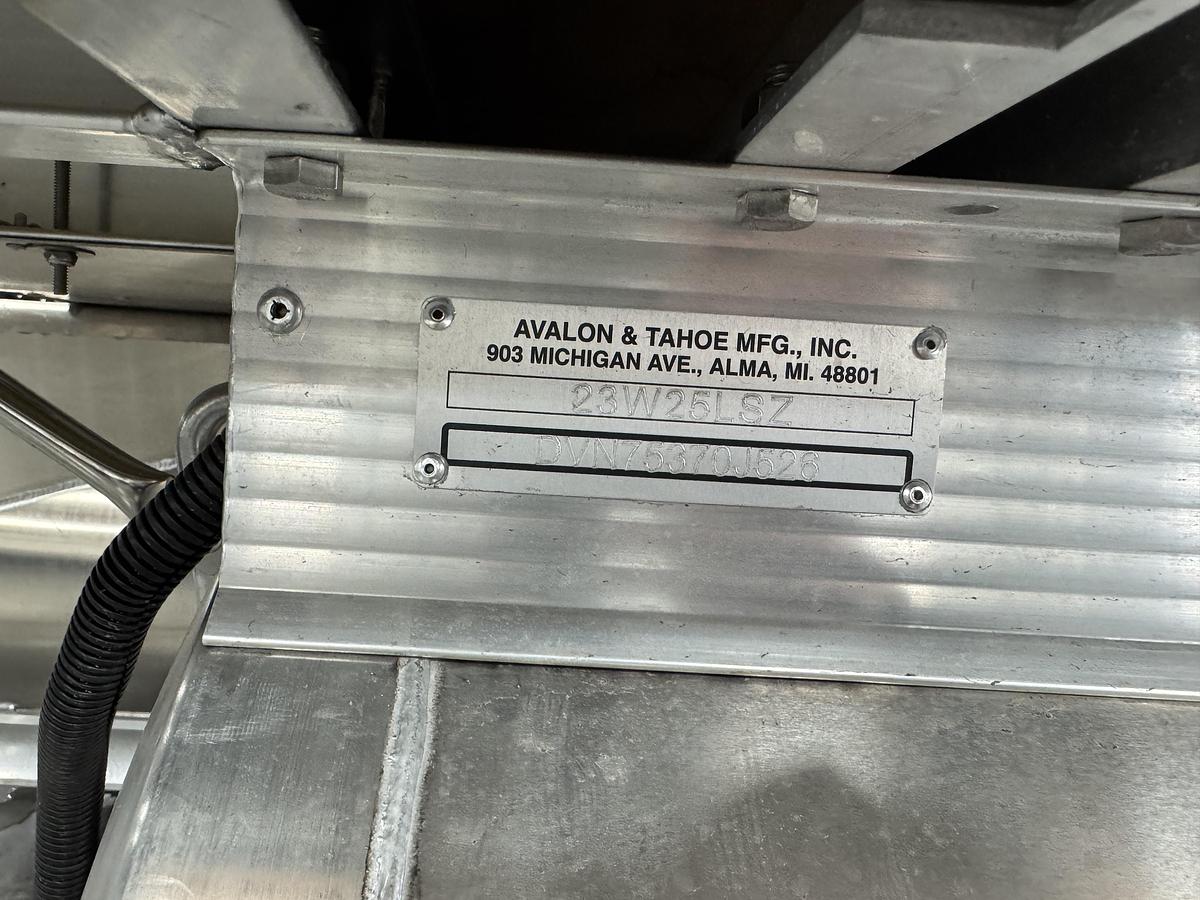 AVALON & TAHOE MFG., INC.
903 MICHIGAN AVE., ALMA, MI. 48801
23W25LSZ
DVN75370J526